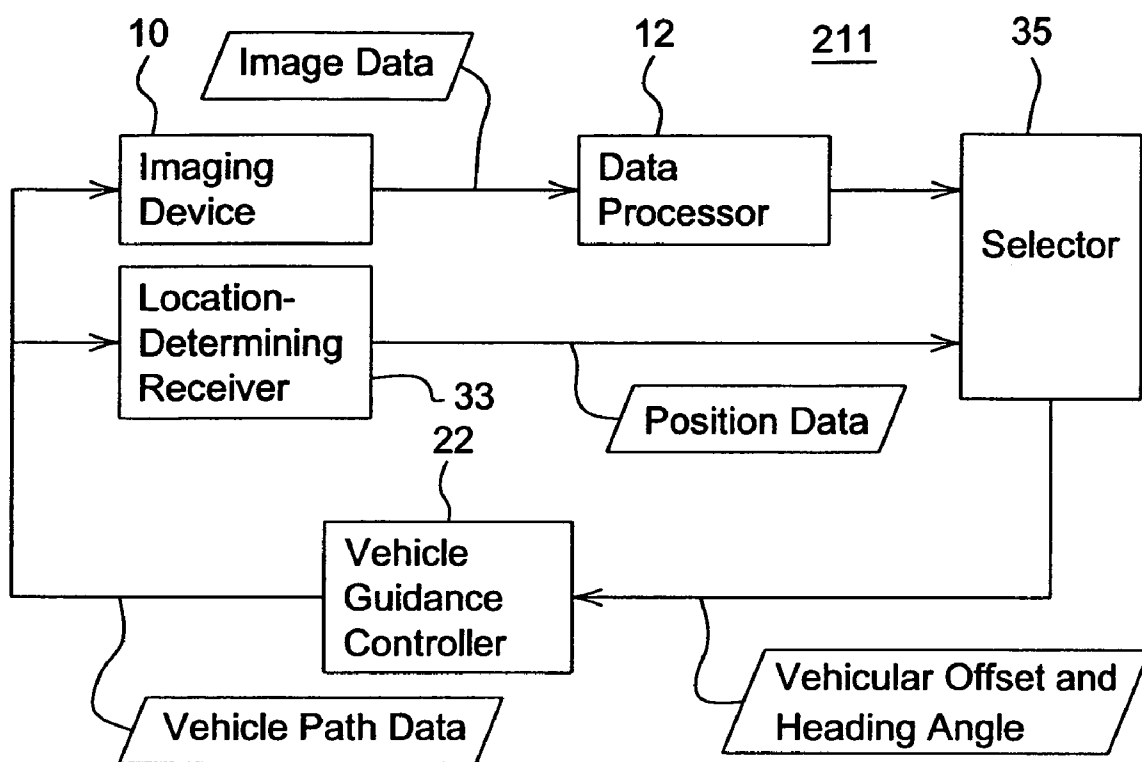 10
Image Data
12
211
35
Imaging
Device
Data
Processor
Selector
Location-
Determining
Receiver
33
Position Data
22
Vehicle
Guidance
Controller
Vehicle Path Data
Vehicular Offset and
Heading Angle